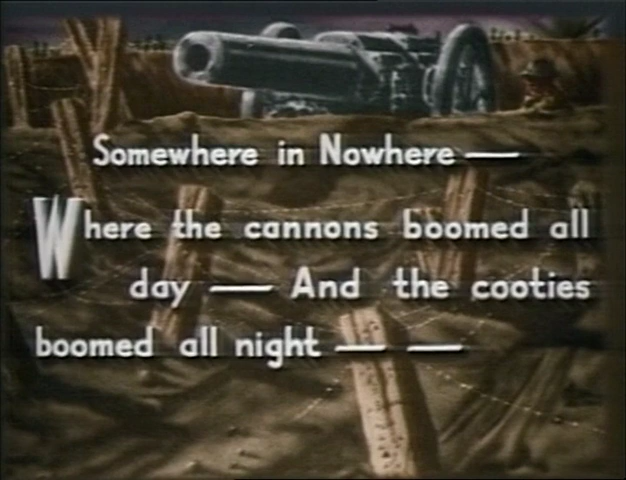 Somewhere in Nowhere —
Where the cannons boomed all
day — And the cooties
boomed all night — —